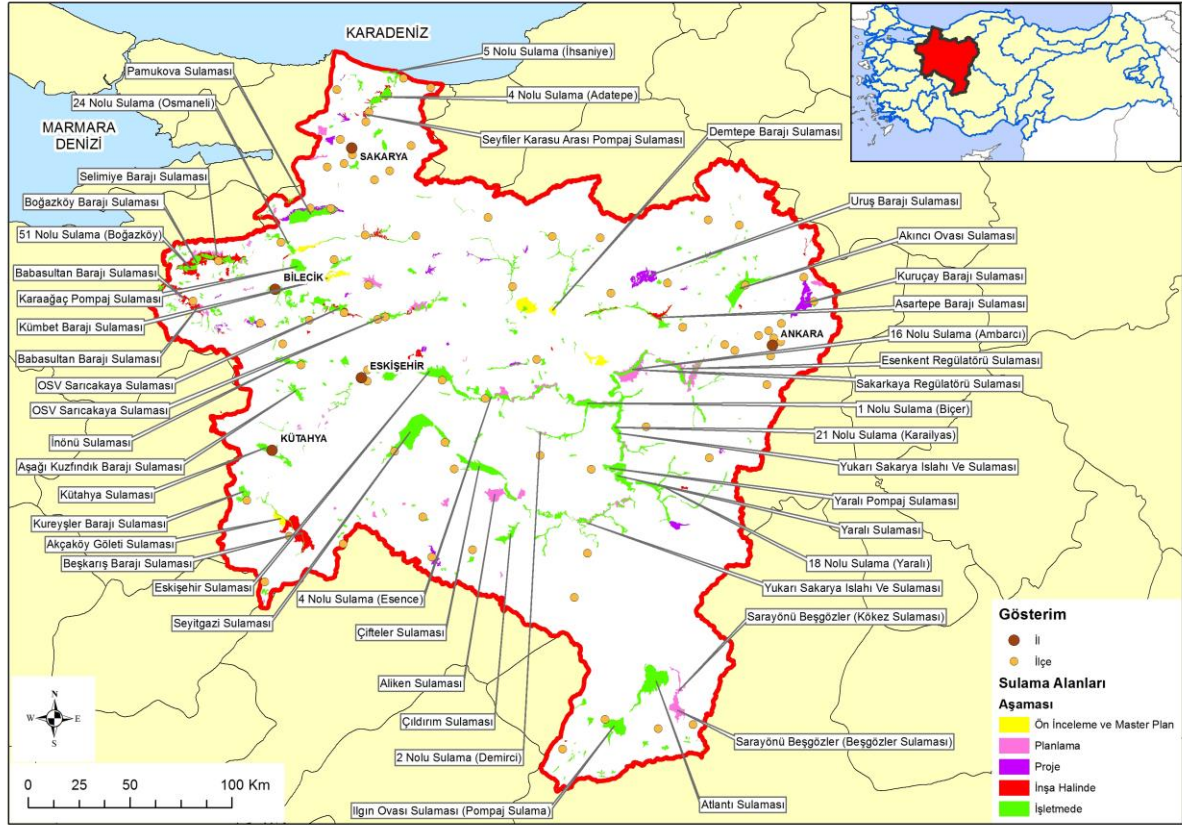 KARADENİZ
5 Nolu Sulama (İhsaniye)
Pamukova Sulaması
24 Nolu Sulama (Osmaneli)
4 Nolu Sulama (Adatepe)
MARMARA
DENİZİ
Seyfiler Karasu Arası Pompaj Sulaması
Demtepe Barajı Sulaması
SAKARYA
Selimiye Barajı Sulaması
Boğazköy Barajı Sulaması
Uruş Barajı Sulaması
51 Nolu Sulama (Boğazköy)
Akıncı Ovası Sulaması
Babasultan Barajı Sulaması
BİLECİK
Kuruçay Barajı Sulaması
Karaağaç Pompaj Sulaması
Asartepe Barajı Sulaması
Kümbet Barajı Sulaması
ANKARA
16 Nolu Sulama (Ambarcı)
Babasultan Barajı Sulaması
Esenkent Regülatörü Sulaması
ESKİŞEHİR
OSV Sarıcakaya Sulaması
Sakarkaya Regülatörü Sulaması
OSV Sarıcakaya Sulaması
1 Nolu Sulama (Biçer)
İnönü Sulaması
21 Nolu Sulama (Karailyas)
KÜTAHYA
Aşağı Kuzfındık Barajı Sulaması
Yukarı Sakarya Islahı Ve Sulaması
Kütahya Sulaması
Yaralı Pompaj Sulaması
Kureyşler Barajı Sulaması
Yaralı Sulaması
Akçaköy Göleti Sulaması
Beşkarış Barajı Sulaması
18 Nolu Sulama (Yaralı)
Eskişehir Sulaması
Yukarı Sakarya Islahı Ve Sulaması
4 Nolu Sulama (Esence)
Seyitgazi Sulaması
Sarayönü Beşgözler (Kökez Sulaması)
Çifteler Sulaması
Aliken Sulaması
Çıldırım Sulaması
Sarayönü Beşgözler (Beşgözler Sulaması)
2 Nolu Sulama (Demirci)
Atlantı Sulaması
Ilgın Ovası Sulaması (Pompaj Sulama)
N
W E
S
0 25 50 100 Km
Gösterim
İl
İlçe
Sulama Alanları
Aşaması
Ön İnceleme ve Master Plan
Planlama
Proje
İnşa Halinde
İşletmede